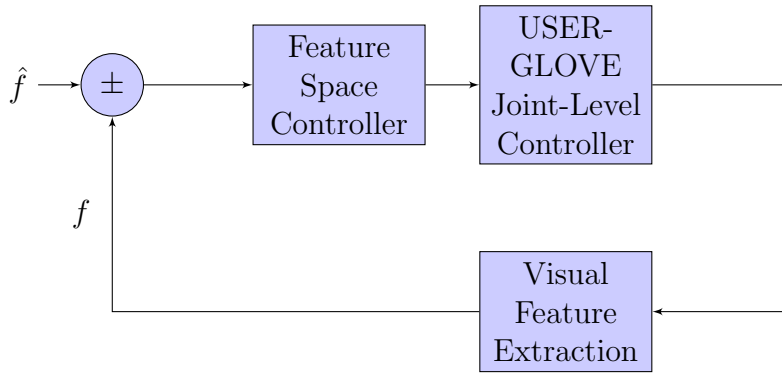 f̂
±
Feature
Space
Controller
USER-
GLOVE
Joint-Level
Controller
f
Visual
Feature
Extraction